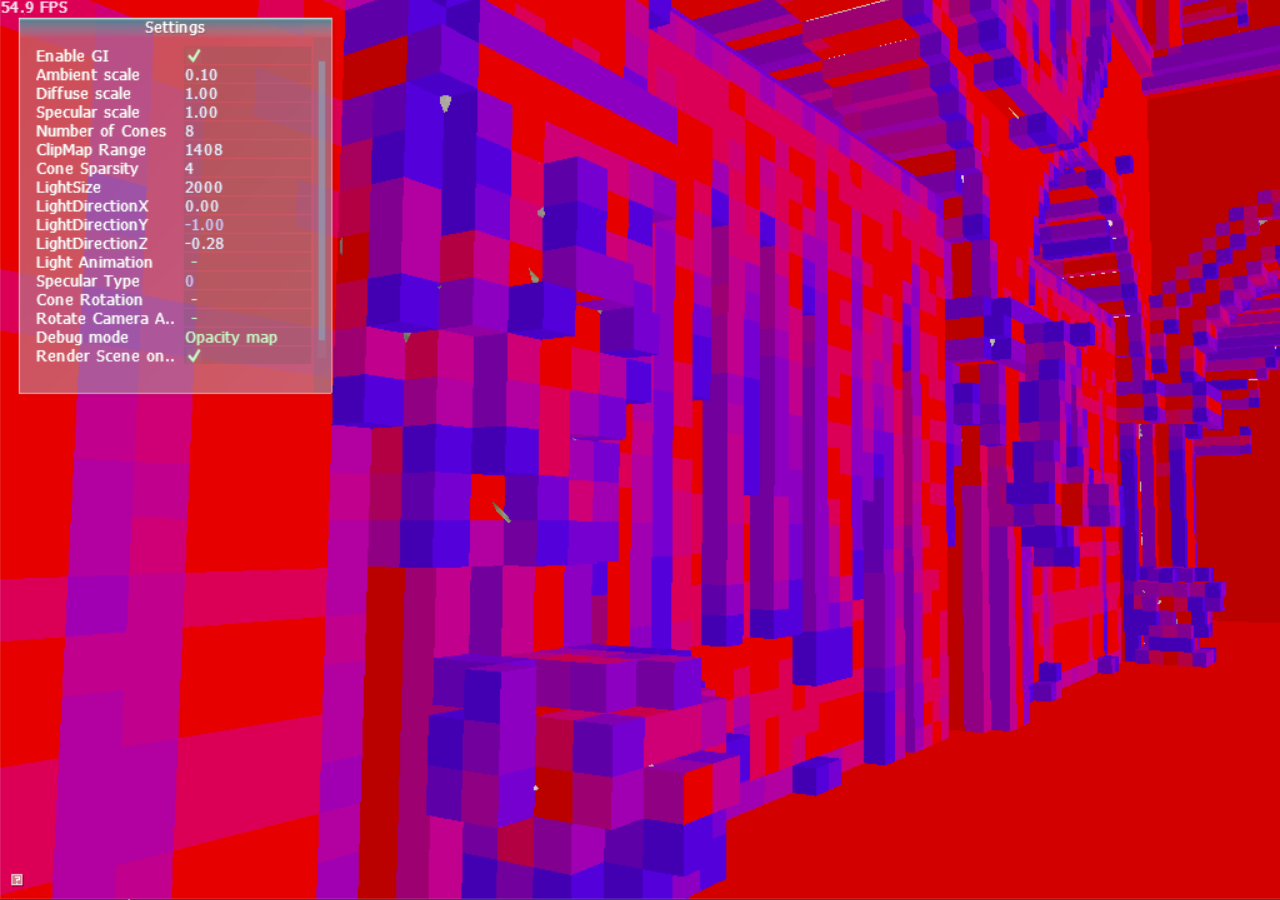 54.9 FPS
Settings
Enable GI
Ambient scale 0.10
Diffuse scale 1.00
Specular scale 1.00
Number of Cones 8
ClipMap Range 1408
Cone Sparsity 4
LightSize 2000
LightDirectionX 0.00
LightDirectionY -1.00
LightDirectionZ -0.28
Light Animation -
Specular Type 0
Cone Rotation -
Rotate Camera A.. -
Debug mode Opacity map
Render Scene on..
?